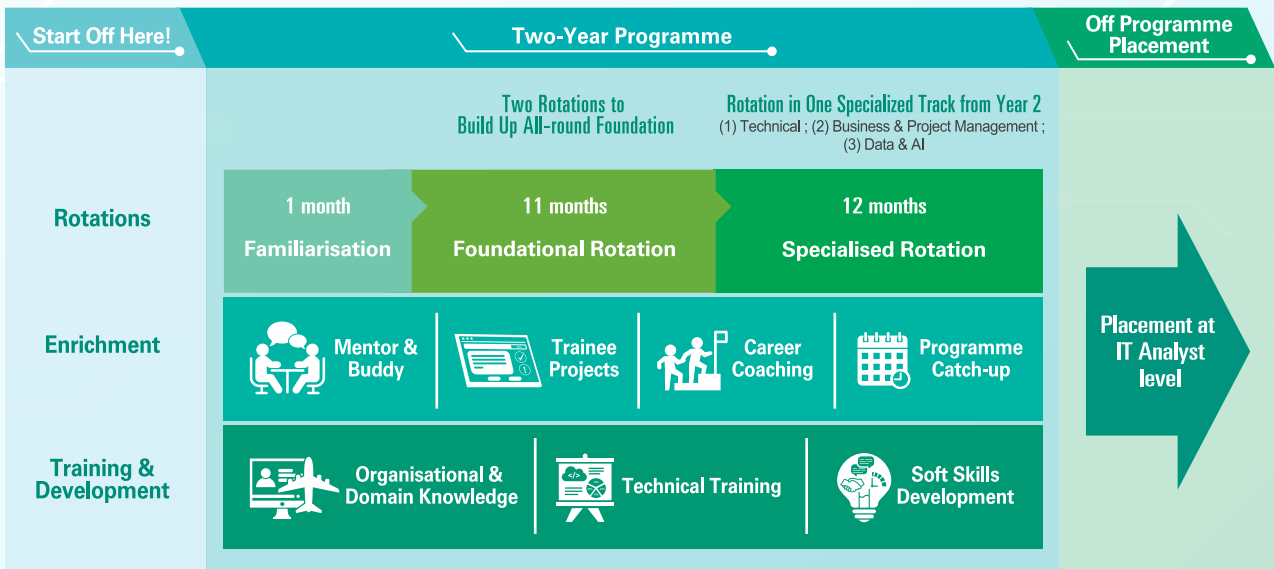 Start Off Here!
Two-Year Programme
Off Programme
Placement
Two Rotations to
Build Up All-round Foundation
Rotation in One Specialized Track from Year 2
(1) Technical ; (2) Business & Project Management ;
(3) Data & AI
Rotations
1 month
Familiarisation
11 months
Foundational Rotation
12 months
Specialised Rotation
Enrichment
Mentor &
Buddy
Trainee
Projects
Career
Coaching
Programme
Catch-up
Training &
Development
Organisational &
Domain Knowledge
Technical Training
Soft Skills
Development
Placement at
IT Analyst
level